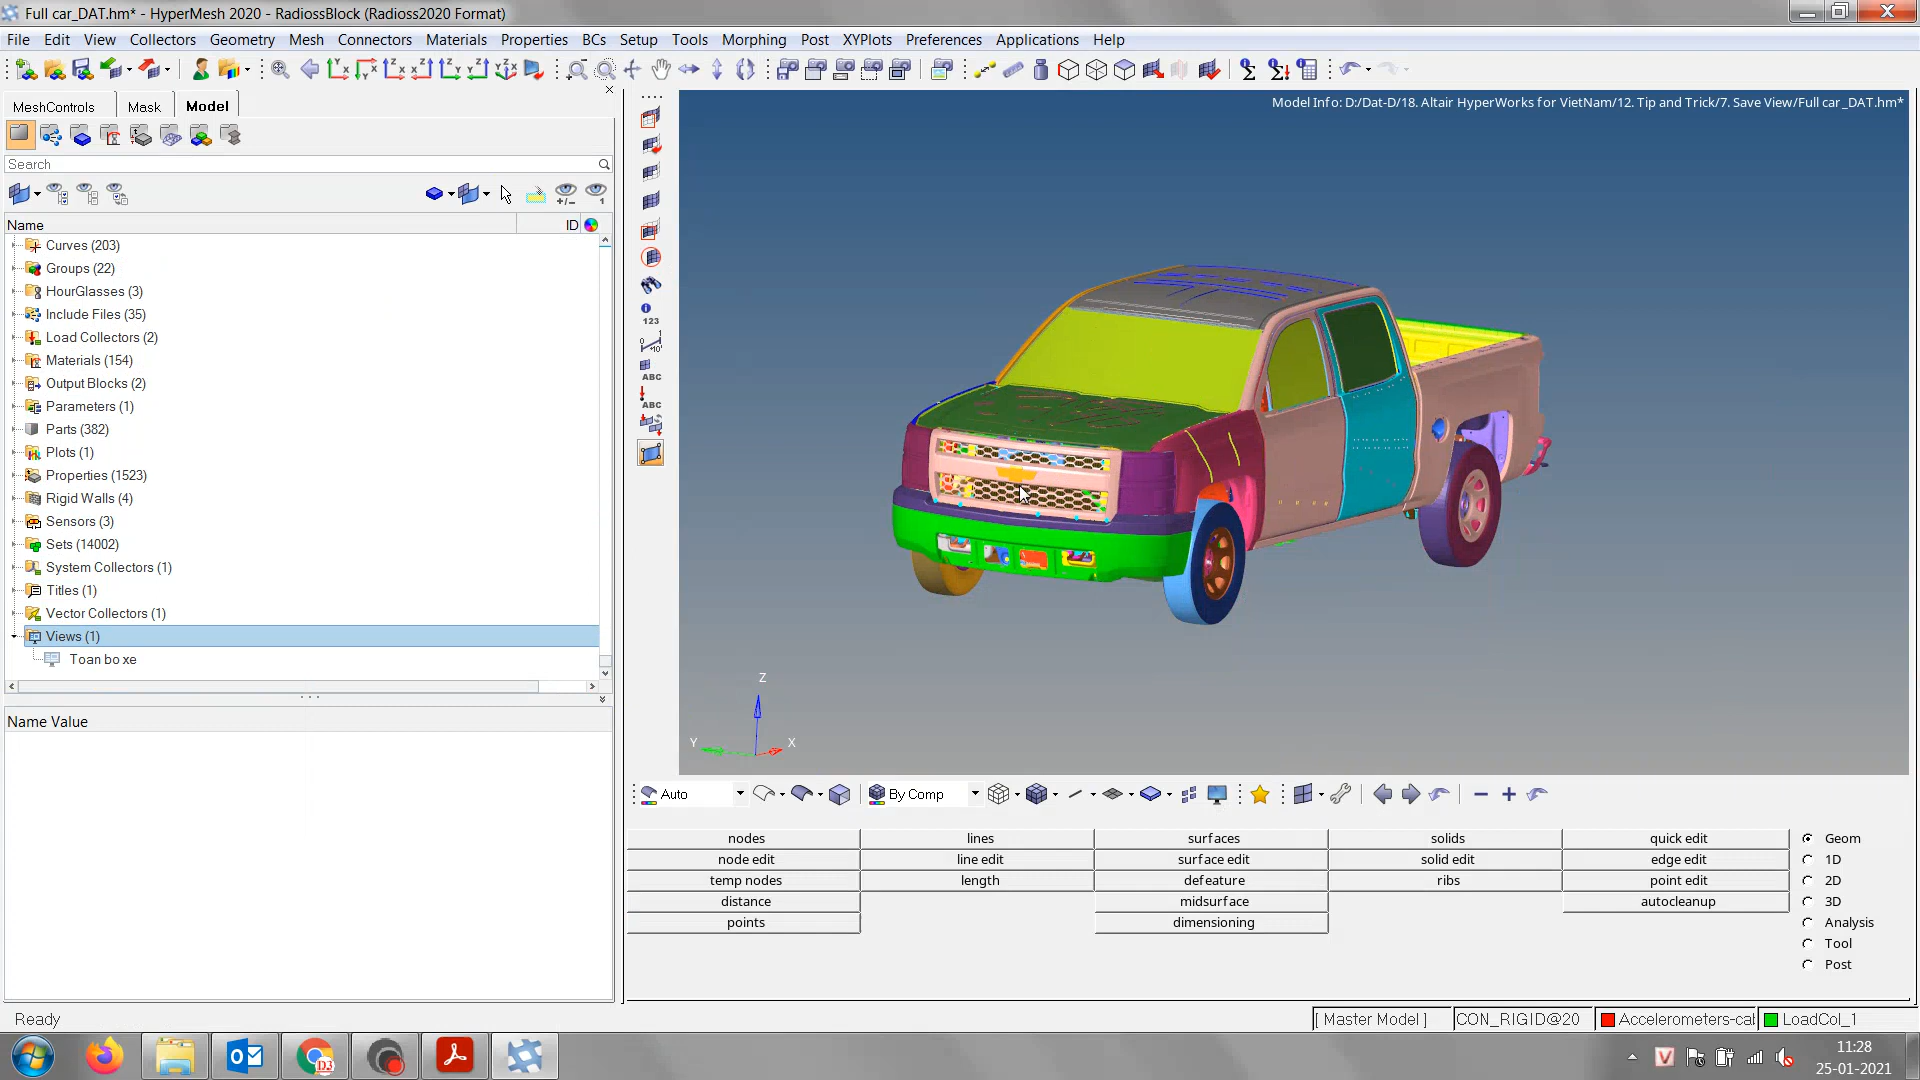 Full car_DAT.hm* - HyperMesh 2020 - RadiossBlock (Radioss2020 Format)
File Edit View Collectors Geometry Mesh Connectors Materials Properties BCs Setup Tools Morphing Post XYPlots Preferences Applications Help
MeshControls Mask Model
Search
Name ID
Curves (203)
Groups (22)
HourGlasses (3)
Include Files (35)
Load Collectors (2)
Materials (154)
Output Blocks (2)
Parameters (1)
Parts (382)
Plots (1)
Properties (1523)
Rigid Walls (4)
Sensors (3)
Sets (14002)
System Collectors (1)
Titles (1)
Vector Collectors (1)
Views (1)
Toan bo xe
Name Value
123
ABC
ABC
Model Info: D:/Dat-D/18. Altair HyperWorks for VietNam/12. Tip and Trick/7. Save View/Full car_DAT.hm*
Z
Y X
Auto By Comp
nodes lines surfaces solids quick edit Geom
node edit line edit surface edit solid edit edge edit 1D
temp nodes length defeature ribs point edit 2D
distance midsurface autocleanup 3D
points dimensioning Analysis
Tool
Post
Ready [ Master Model ] CON_RIGID@20 Accelerometers-cal LoadCol_1
11:28
25-01-2021